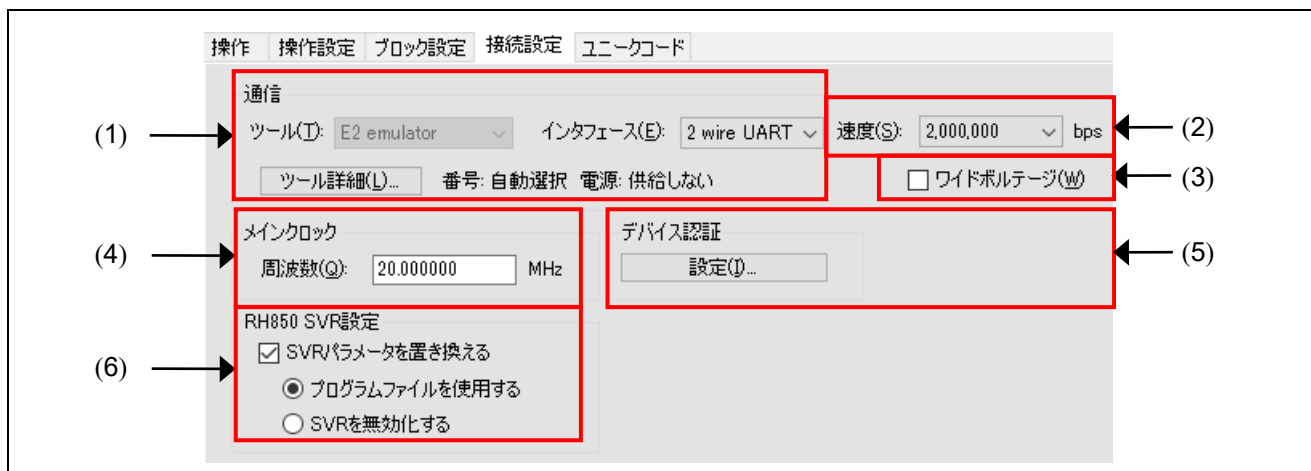 操作 操作設定 ブロック設定 接続設定 ユニークコード
通信
(1) ツール(T): E2 emulator インタフェース(E): 2 wire UART 速度(S): 2,000,000 bps (2)
ツール詳細(L)... 番号: 自動選択 電源: 供給しない ワイドボルテージ(W) (3)
メインクロック デバイス認証
(4) 周波数(Q): 20.000000 MHz 設定(I)... (5)
RH850 SVR設定
SVRパラメータを置き換える
(6) プログラムファイルを使用する
SVRを無効化する